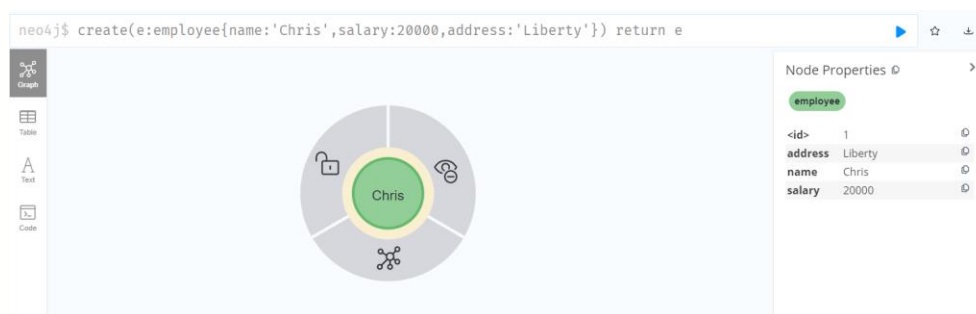 neo4j$ create(e:employee{name:'Chris',salary:20000,address:'Liberty'}) return e
Graph
Table
A
Text
Code
Chris
Node Properties
employee
<id> 1
address Liberty
name Chris
salary 20000